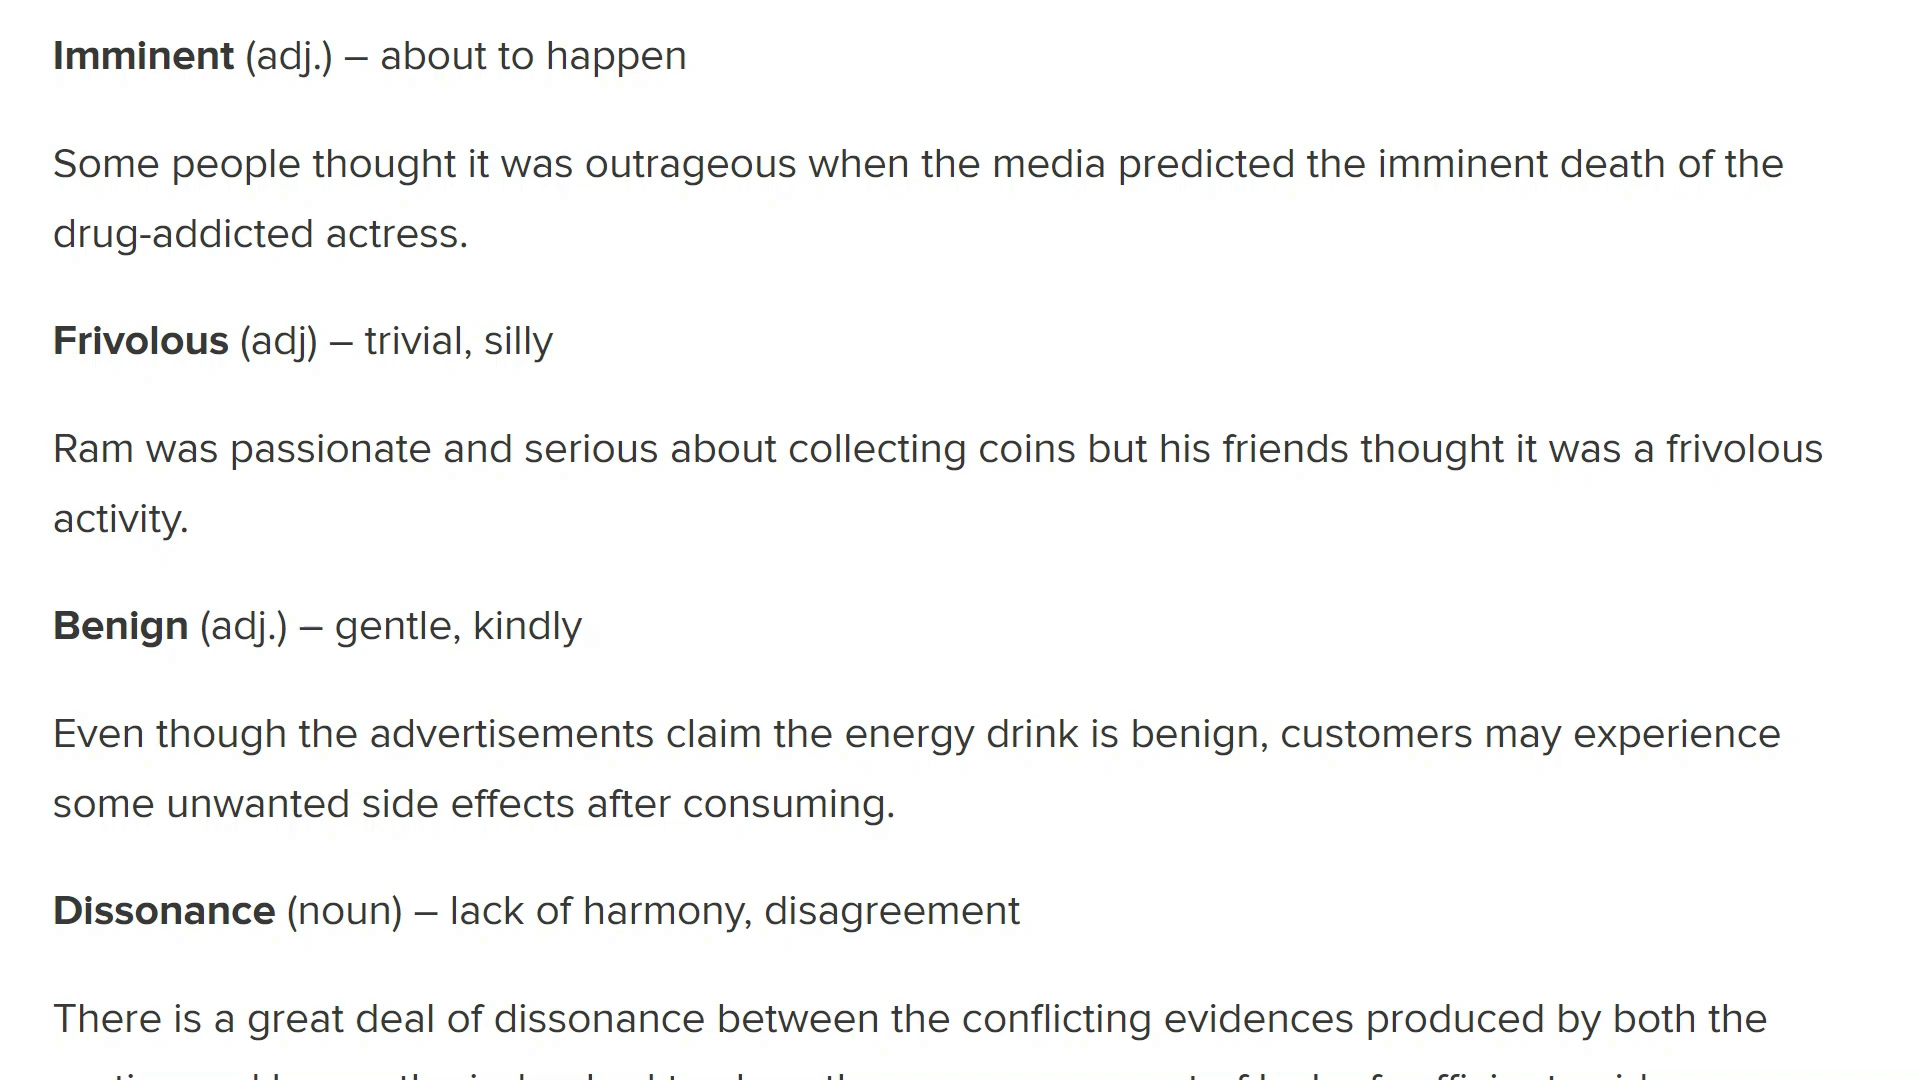 Imminent (adj.) – about to happen
Some people thought it was outrageous when the media predicted the imminent death of the
drug-addicted actress.
Frivolous (adj) – trivial, silly
Ram was passionate and serious about collecting coins but his friends thought it was a frivolous
activity.
Benign (adj.) – gentle, kindly
Even though the advertisements claim the energy drink is benign, customers may experience
some unwanted side effects after consuming.
Dissonance (noun) – lack of harmony, disagreement
There is a great deal of dissonance between the conflicting evidences produced by both the